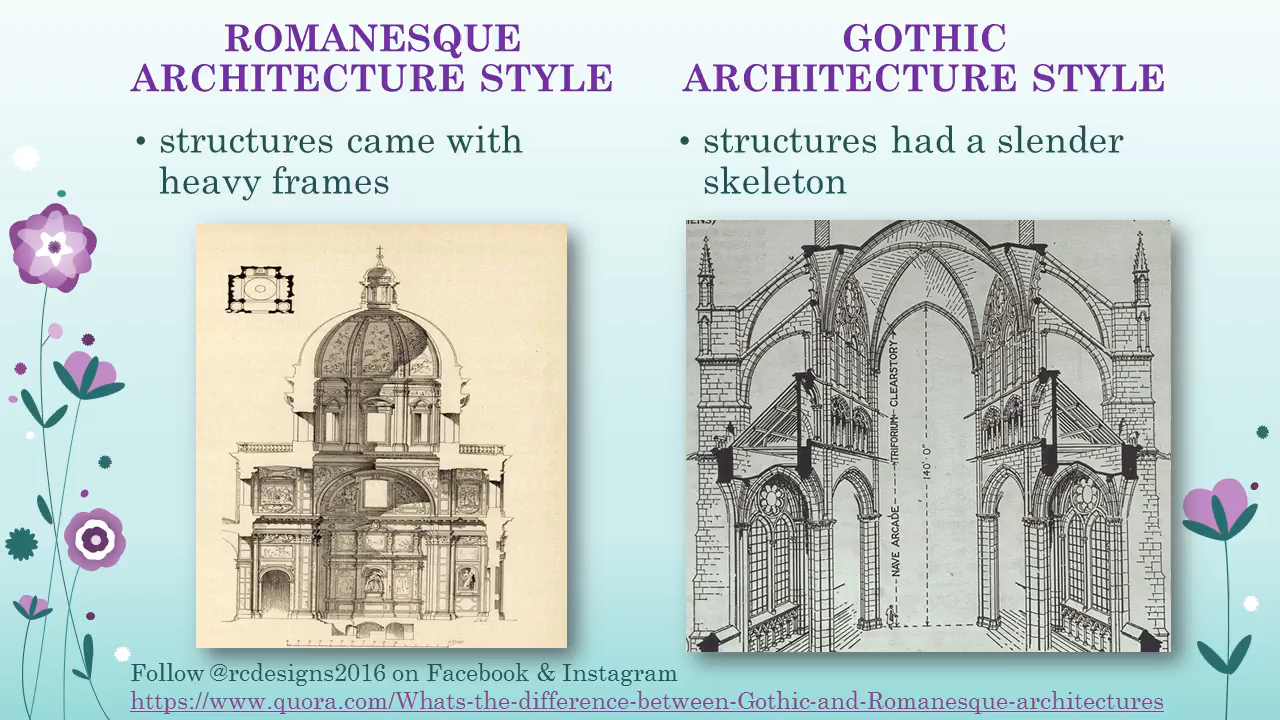 ROMANESQUE
ARCHITECTURE STYLE
• structures came with
heavy frames
GOTHIC
ARCHITECTURE STYLE
• structures had a slender
skeleton
NAVE ARCADE
TRIFORIUM
CLEARSTORY
140'-0"
Follow @rcdesigns2016 on Facebook & Instagram
https://www.quora.com/Whats-the-difference-between-Gothic-and-Romanesque-architectures